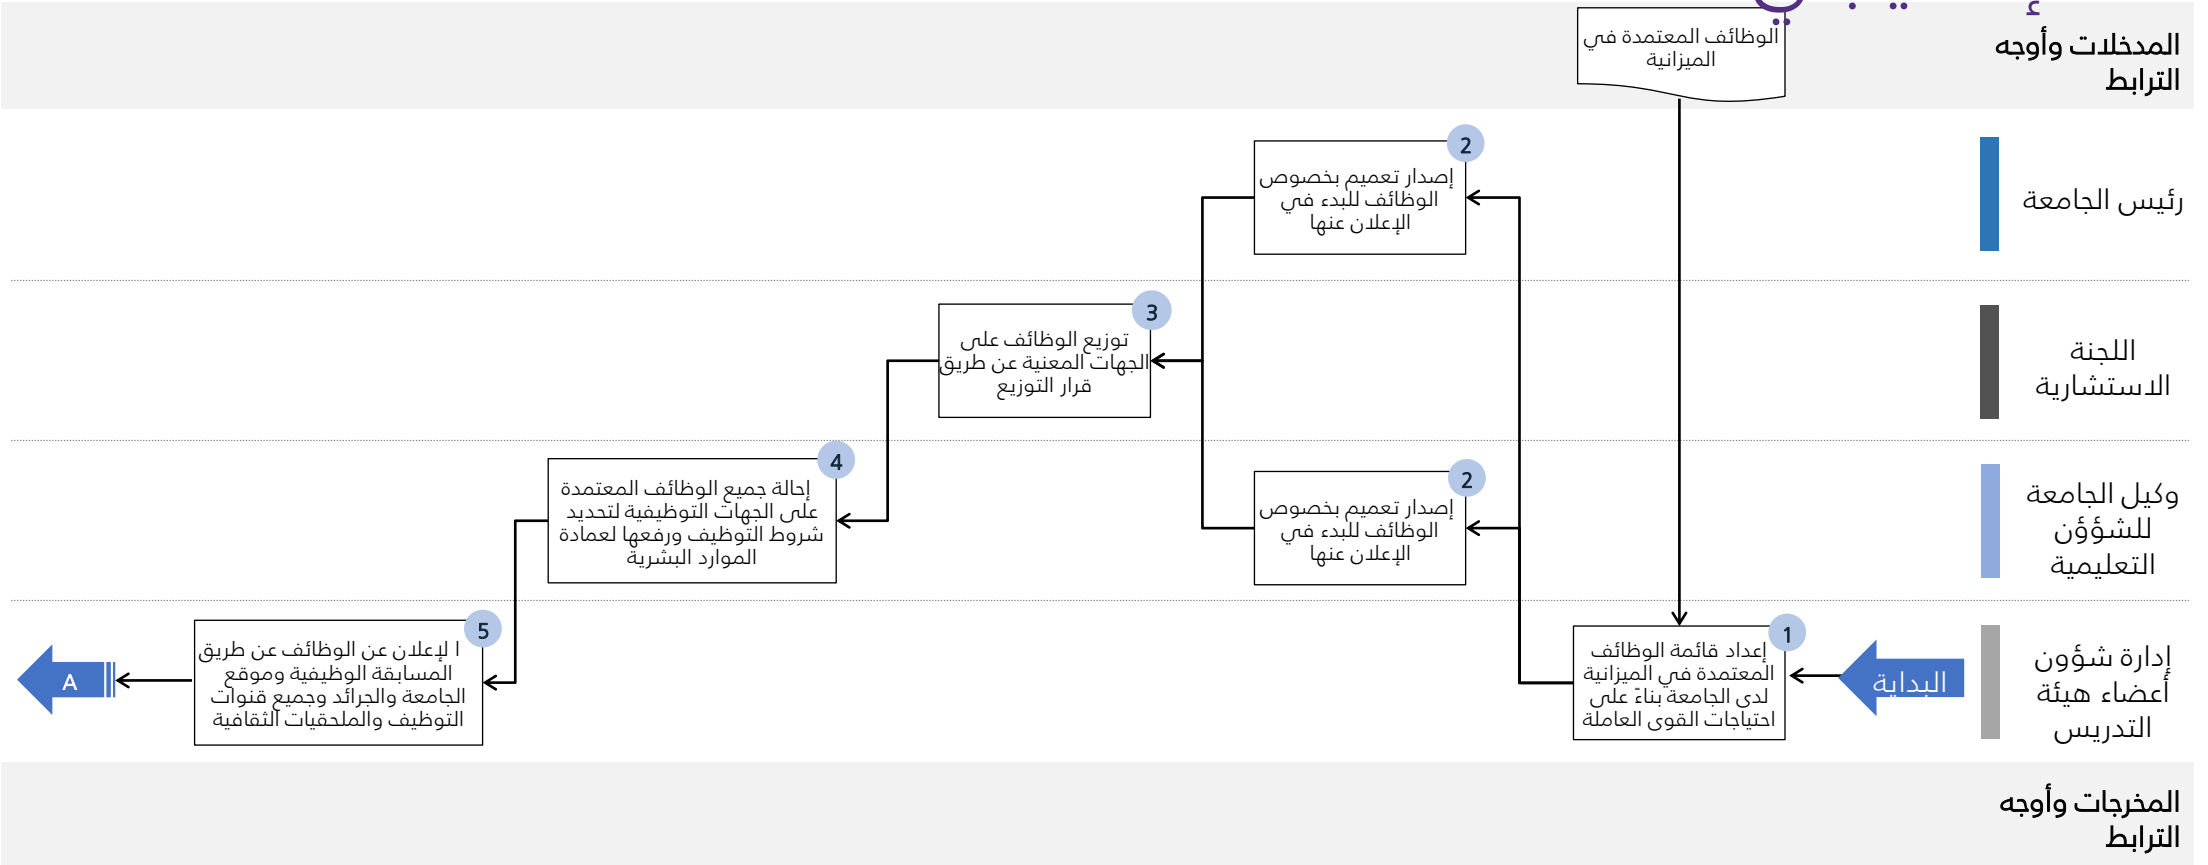 المدخلات وأوجه
الترابط
الوظائف المعتمدة في
الميزانية
رئيس الجامعة
2
إصدار تعميم بخصوص
الوظائف للبدء في
الإعلان عنها
اللجنة
الاستشارية
3
توزيع الوظائف على
الجهات المعنية عن طريق
قرار التوزيع
وكيل الجامعة
للشؤؤن
التعليمية
2
إصدار تعميم بخصوص
الوظائف للبدء في
الإعلان عنها
4
إحالة جميع الوظائف المعتمدة
على الجهات التوظيفية لتحديد
شروط التوظيف ورفعها لعمادة
الموارد البشرية
إدارة شؤون
أعضاء هيئة
التدريس
البداية
1
إعداد قائمة الوظائف
المعتمدة في الميزانية
لدى الجامعة بناءً على
احتياجات القوى العاملة
5
ا لإعلان عن الوظائف عن طريق
المسابقة الوظيفية وموقع
الجامعة والجرائد وجميع قنوات
التوظيف والملحقيات الثقافية
A
المخرجات وأوجه
الترابط